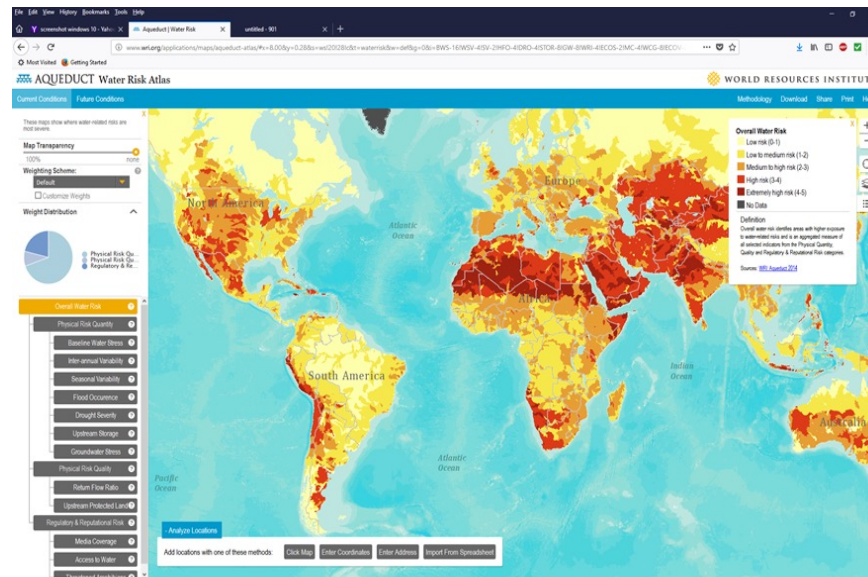 File Edit View History Bookmarks Tools Help
screenshot windows 10 - Yaho
Aqueduct | Water Risk
untitled - 901
Most Visited
Getting Started
AQUEDUCT Water Risk Atlas
WORLD RESOURCES INSTITUT
Current Conditions
Future Conditions
Methodology
Download
Share
Print
He
These maps show where water-related risks are
most severe.
Map Transparency
100%
none
Weighting Scheme:
Default
Customize Weights
Weight Distribution
Physical Risk Qu...
Physical Risk Qu...
Regulatory & Re...
Overall Water Risk
Physical Risk Quantity
Baseline Water Stress
Inter-annual Variability
Seasonal Variability
Flood Occurrence
Drought Severity
Upstream Storage
Groundwater Stress
Physical Risk Quality
Return Flow Ratio
Upstream Protected Land
Regulatory & Reputational Risk
Media Coverage
Access to Water
North America
Europe
Atlantic
Ocean
Africa
South America
Indian
Ocean
Australia
Atlantic
Ocean
Pacific
Ocean
Overall Water Risk
Low risk (0-1)
Low to medium risk (1-2)
Medium to high risk (2-3)
High risk (3-4)
Extremely high risk (4-5)
No Data
Definition
Overall water risk identifies areas with higher exposure
to water-related risks and is an aggregated measure of
all selected indicators from the Physical Quantity,
Quality and Regulatory & Reputational Risk categories.
Sources: WRI Aqueduct 2014
- Analyze Locations
Add locations with one of these methods:
Click Map
Enter Coordinates
Enter Address
Import From Spreadsheet